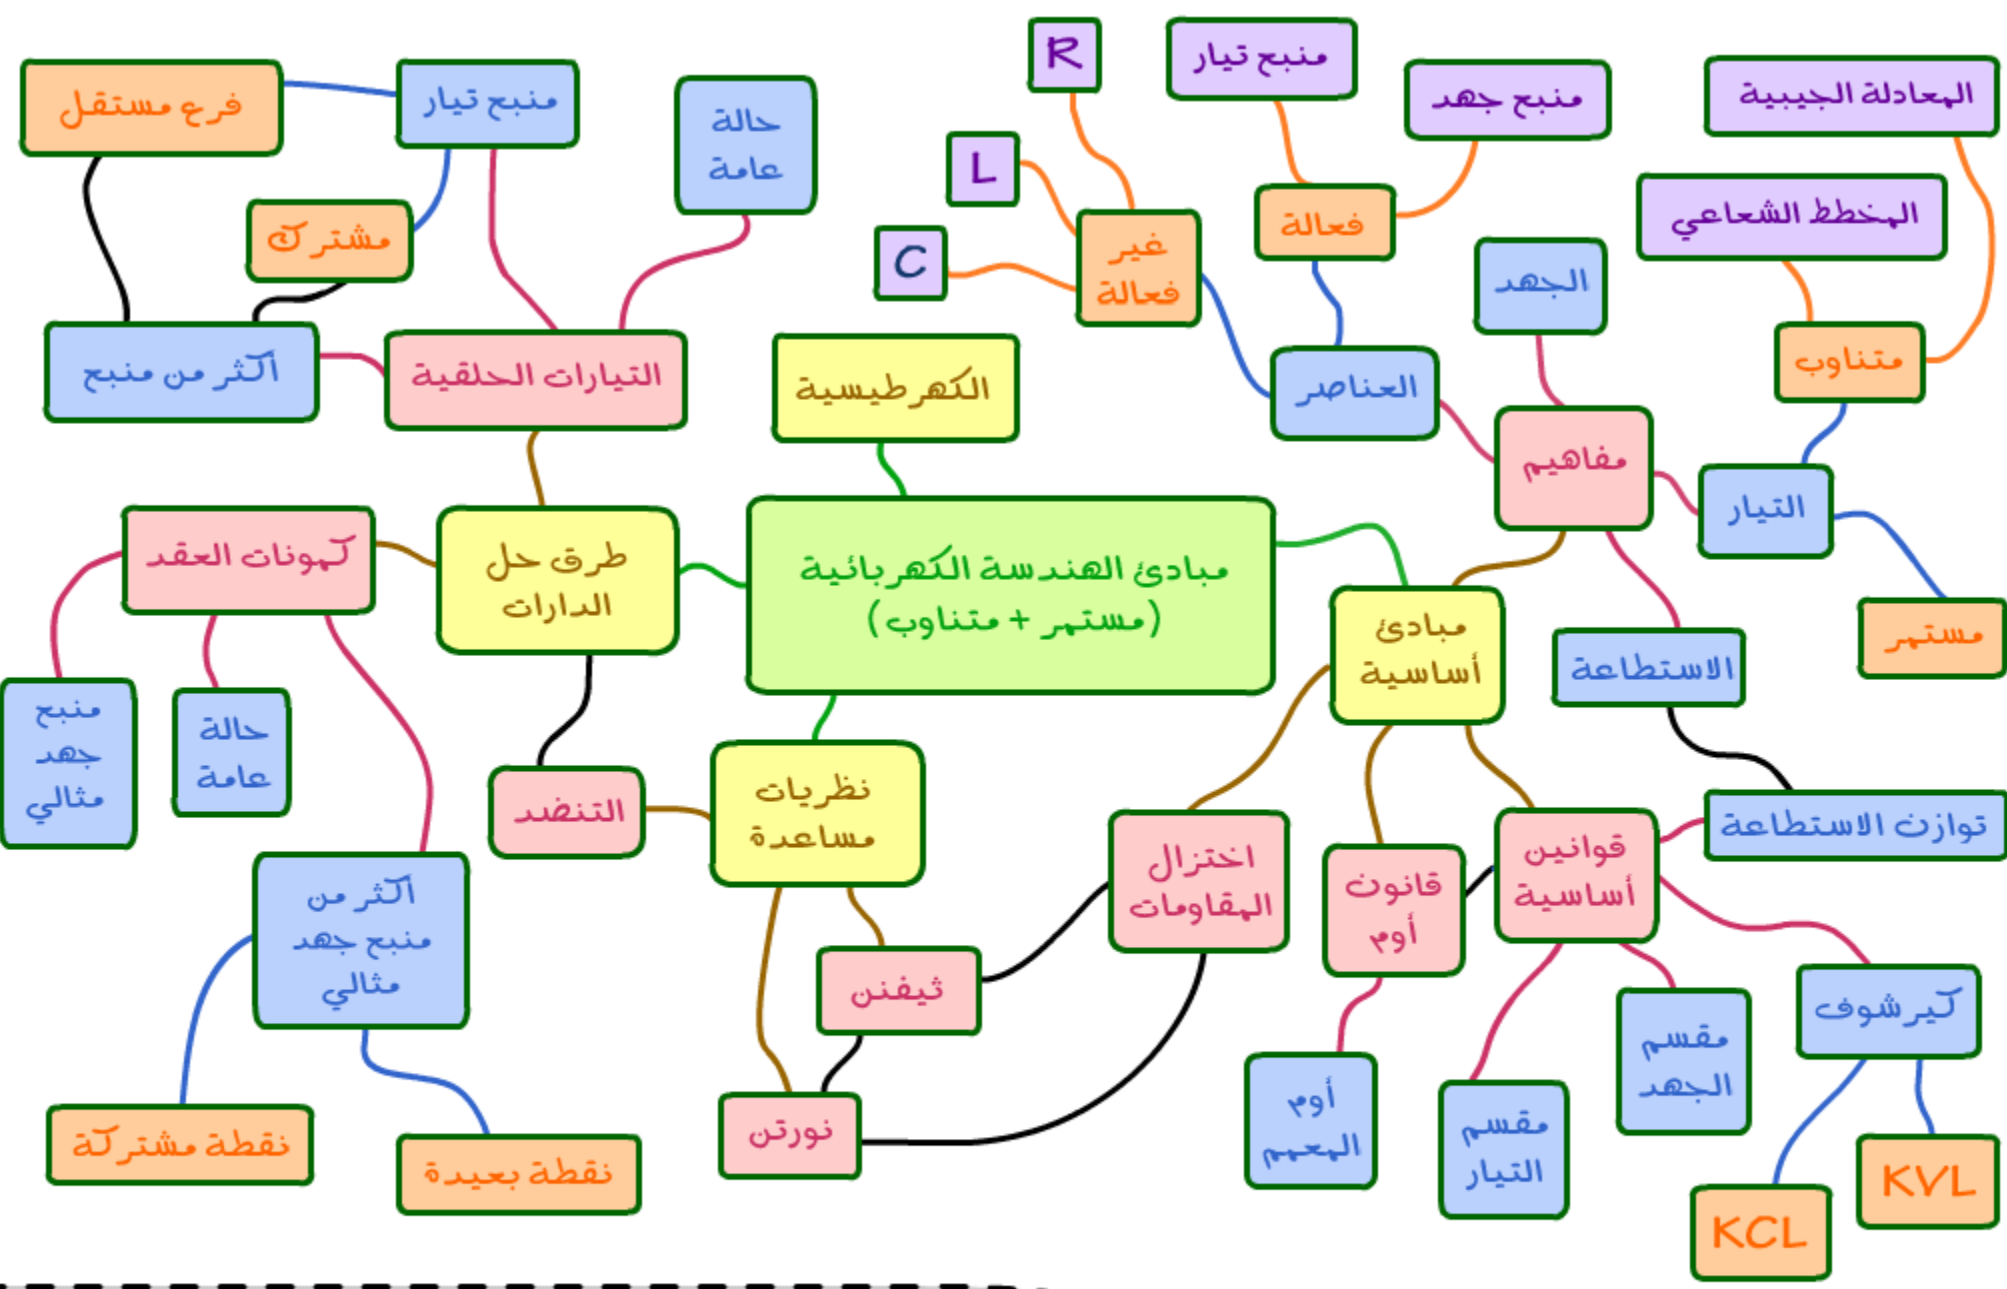 R
منبع تيار
منبع جهد
المعادلة الجيبية
فرع مستقل
منبع تيار
حالة
عامة
L
المخطط الشعاعي
مشترك
C
غير
فعالة
فعالة
الجهد
أكثر من منبع
التيارات الحلقية
الكهرطيسية
العناصر
متناوب
مفاهيم
التيار
كمونات العقد
طرق حل
الدارات
مبادئ الهندسة الكهربائية
(مستمر + متناوب)
مبادئ
أساسية
الاستطاعة
مستمر
منبع
جهد
مثالي
حالة
عامة
التنضد
نظريات
مساعدة
اختزال
المقاومات
قانون
أوم
قوانين
أساسية
توازن الاستطاعة
أكثر من
منبع جهد
مثالي
ثيفنن
كيرشوف
مقسم
الجهد
نقطة مشتركة
نقطة بعيدة
نورتن
أوم
المعمم
مقسم
التيار
KVL
KCL